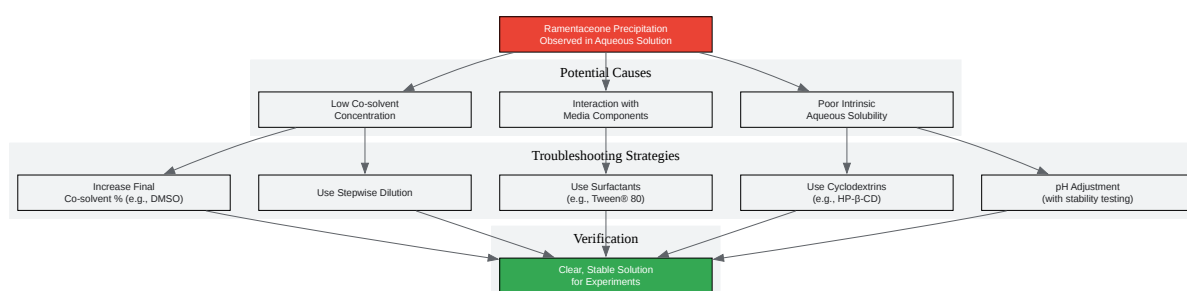 Ramentaceone Precipitation
Observed in Aqueous Solution
Potential Causes
Low Co-solvent
Concentration
Interaction with
Media Components
Poor Intrinsic
Aqueous Solubility
Troubleshooting Strategies
Increase Final
Co-solvent % (e.g., DMSO)
Use Stepwise Dilution
Use Surfactants
(e.g., Tween® 80)
Use Cyclodextrins
(e.g., HP-β-CD)
pH Adjustment
(with stability testing)
Verification
Clear, Stable Solution
for Experiments